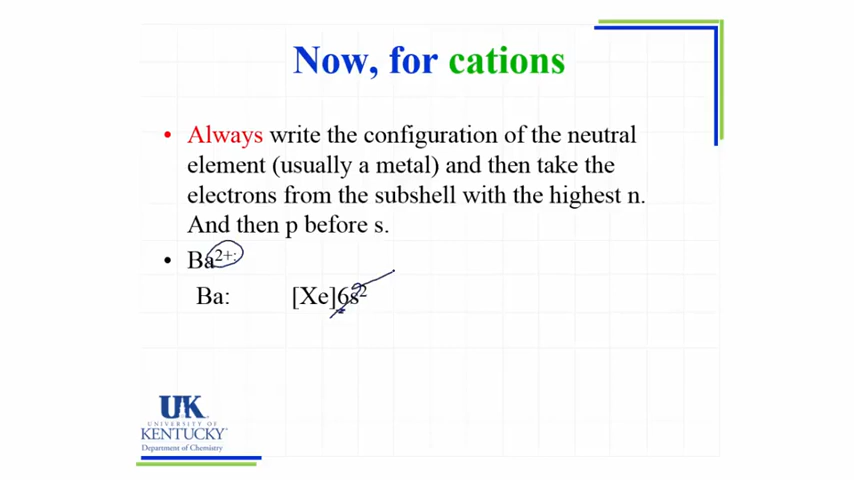 Now, for cations
• Always write the configuration of the neutral
element (usually a metal) and then take the
electrons from the subshell with the highest n.
And then p before s.
• Ba²⁺:
Ba: [Xe]6s²
UK
UNIVERSITY OF
KENTUCKY
Department of Chemistry